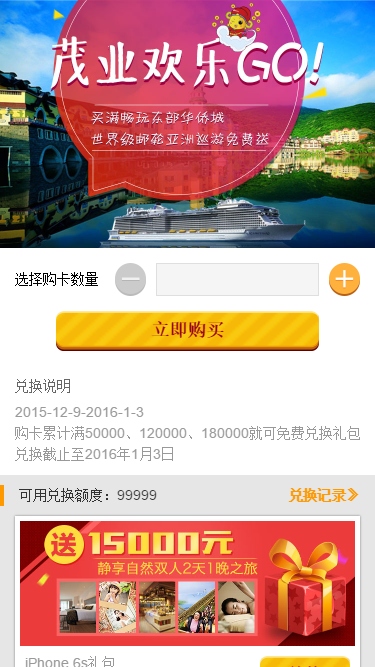 茂业欢乐GO!
买满畅玩东部华侨城
世界级邮轮亚洲巡游免费送
选择购卡数量
立即购买
兑换说明
2015-12-9-2016-1-3
购卡累计满50000、120000、180000就可免费兑换礼包
兑换截止至2016年1月3日
可用兑换额度：99999
兑换记录
送15000元
静享自然双人2天1晚之旅
iPhone 6s礼包